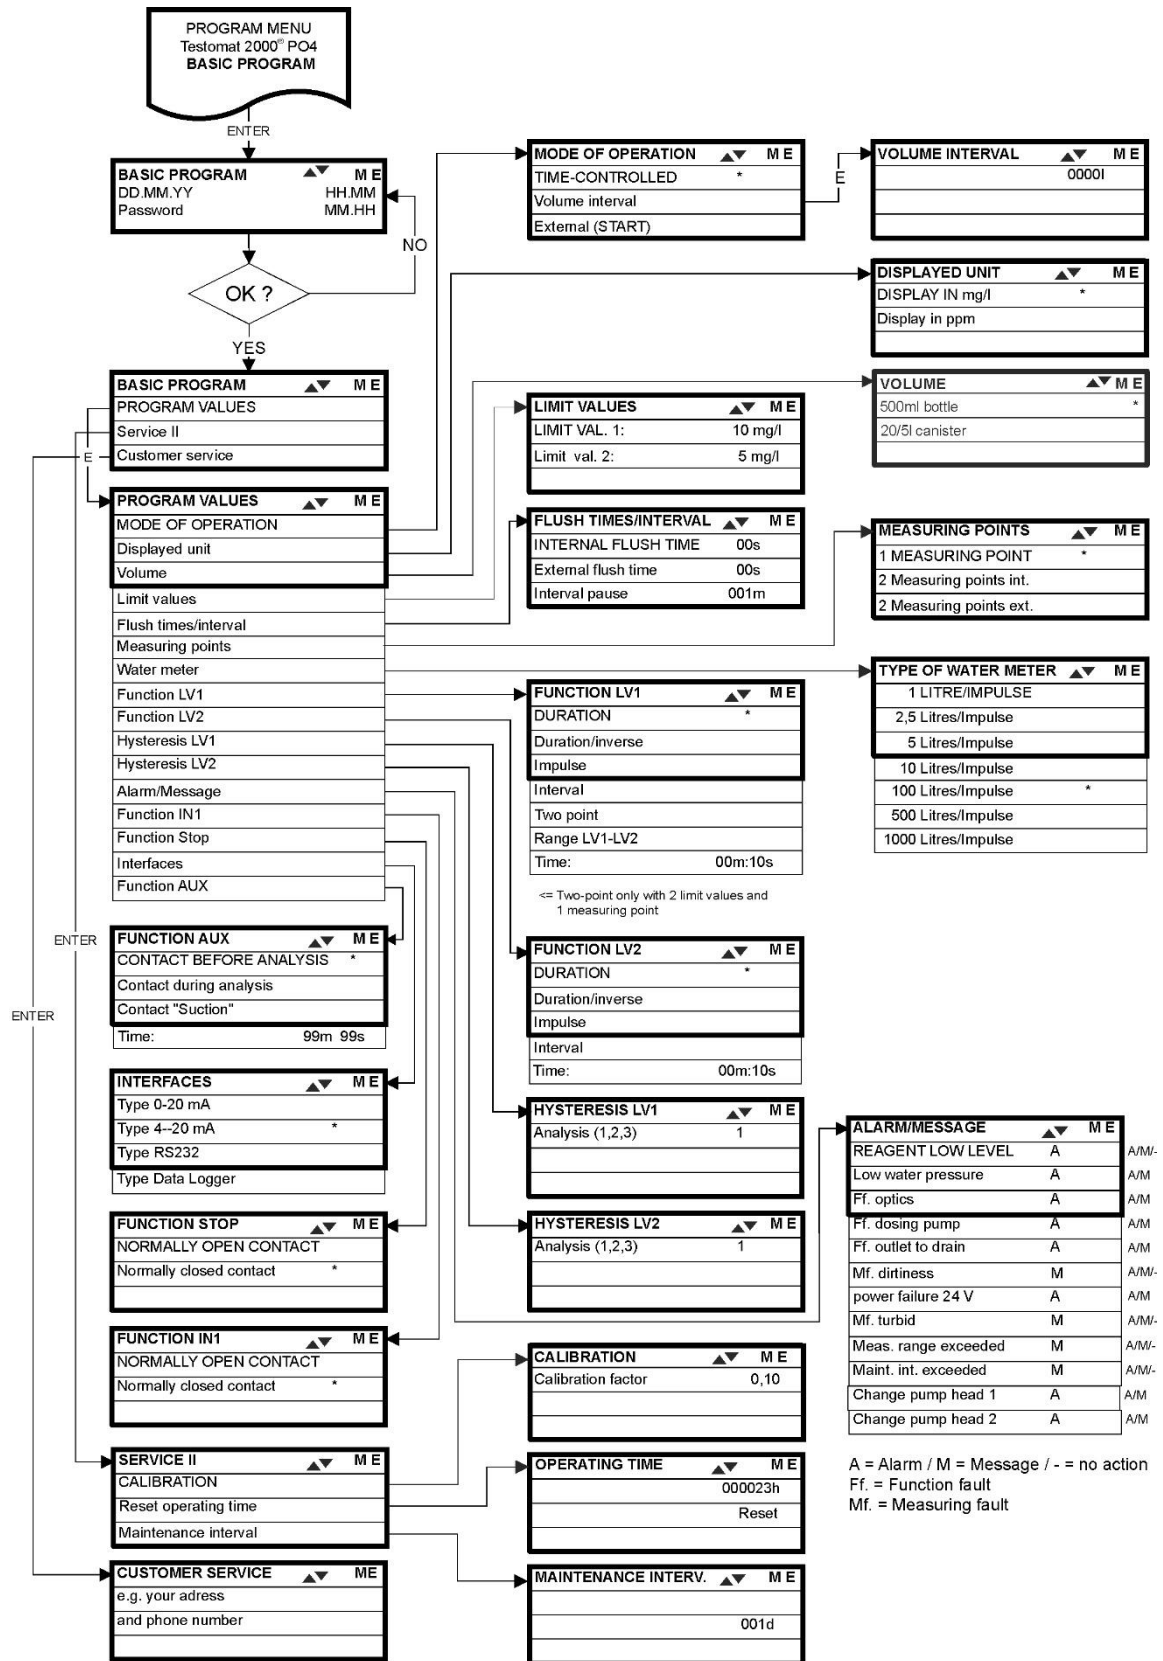 PROGRAM MENU
Testomat 2000® PO4
BASIC PROGRAM
ENTER
BASIC PROGRAM ▲▼ M E
DD.MM.YY HH.MM
Password MM.HH
NO
OK ?
YES
BASIC PROGRAM ▲▼ M E
PROGRAM VALUES
Service II
Customer service
E
PROGRAM VALUES ▲▼ M E
MODE OF OPERATION
Displayed unit
Volume
Limit values
Flush times/interval
Measuring points
Water meter
Function LV1
Function LV2
Hysteresis LV1
Hysteresis LV2
Alarm/Message
Function IN1
Function Stop
Interfaces
Function AUX
ENTER
ENTER
FUNCTION AUX ▲▼ M E
CONTACT BEFORE ANALYSIS *
Contact during analysis
Contact "Suction"
Time: 99m 99s
INTERFACES ▲▼ M E
Type 0-20 mA
Type 4--20 mA *
Type RS232
Type Data Logger
FUNCTION STOP ▲▼ M E
NORMALLY OPEN CONTACT
Normally closed contact *
FUNCTION IN1 ▲▼ M E
NORMALLY OPEN CONTACT
Normally closed contact *
SERVICE II ▲▼ M E
CALIBRATION
Reset operating time
Maintenance interval
CUSTOMER SERVICE ▲▼ ME
e.g. your adress
and phone number
MODE OF OPERATION ▲▼ M E
TIME-CONTROLLED *
Volume interval
External (START)
E
VOLUME INTERVAL ▲▼ M E
0000l
DISPLAYED UNIT ▲▼ M E
DISPLAY IN mg/l *
Display in ppm
VOLUME ▲▼ M E
500ml bottle *
20/5l canister
LIMIT VALUES ▲▼ M E
LIMIT VAL. 1: 10 mg/l
Limit val. 2: 5 mg/l
FLUSH TIMES/INTERVAL ▲▼ M E
INTERNAL FLUSH TIME 00s
External flush time 00s
Interval pause 001m
MEASURING POINTS ▲▼ M E
1 MEASURING POINT *
2 Measuring points int.
2 Measuring points ext.
TYPE OF WATER METER ▲▼ M E
1 LITRE/IMPULSE
2,5 Litres/Impulse
5 Litres/Impulse
10 Litres/Impulse
100 Litres/Impulse *
500 Litres/Impulse
1000 Litres/Impulse
FUNCTION LV1 ▲▼ M E
DURATION *
Duration/inverse
Impulse
Interval
Two point
Range LV1-LV2
Time: 00m:10s
<= Two-point only with 2 limit values and
1 measuring point
FUNCTION LV2 ▲▼ M E
DURATION *
Duration/inverse
Impulse
Interval
Time: 00m:10s
HYSTERESIS LV1 ▲▼ M E
Analysis (1,2,3) 1
HYSTERESIS LV2 ▲▼ M E
Analysis (1,2,3) 1
ALARM/MESSAGE ▲▼ M E
REAGENT LOW LEVEL A A/M/-
Low water pressure A A/M
Ff. optics A A/M
Ff. dosing pump A A/M
Ff. outlet to drain A A/M
Mf. dirtiness M A/M/-
power failure 24 V A A/M
Mf. turbid M A/M/-
Meas. range exceeded M A/M/-
Maint. int. exceeded M A/M/-
Change pump head 1 A A/M
Change pump head 2 A A/M
A = Alarm / M = Message / - = no action
Ff. = Function fault
Mf. = Measuring fault
CALIBRATION ▲▼ M E
Calibration factor 0,10
OPERATING TIME ▲▼ M E
000023h
Reset
MAINTENANCE INTERV. ▲▼ M E
001d